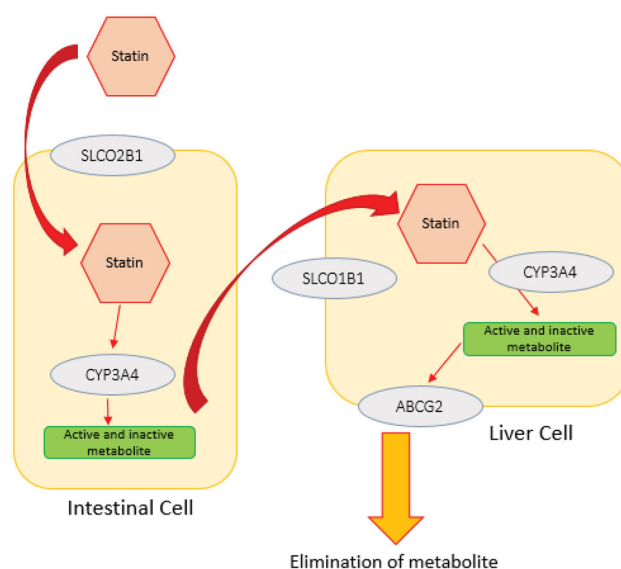 Statin
SLCO2B1
Statin
CYP3A4
Active and inactive
metabolite
Intestinal Cell
Statin
SLCO1B1
CYP3A4
Active and inactive
metabolite
ABCG2
Liver Cell
Elimination of metabolite